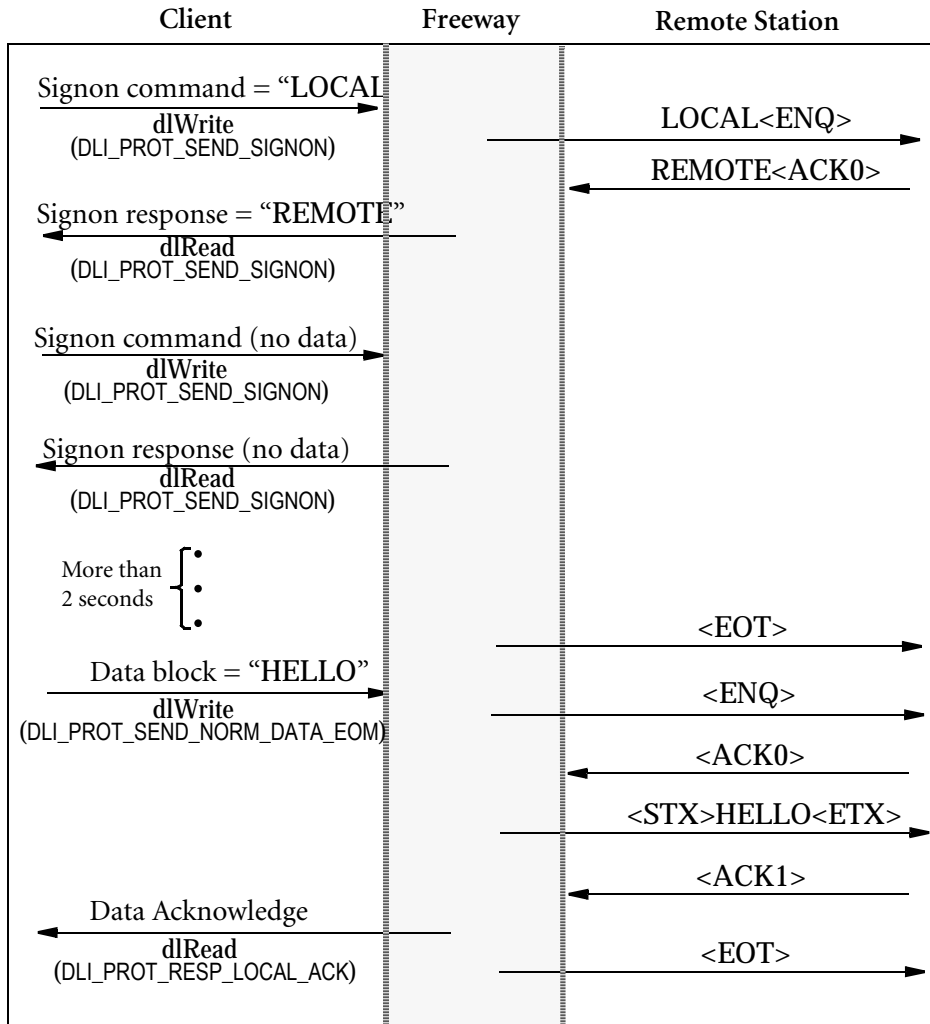 Client Freeway Remote Station
Signon command = “LOCAL
dlWrite
(DLI_PROT_SEND_SIGNON)
LOCAL<ENQ>
REMOTE<ACK0>
Signon response = “REMOTE”
dlRead
(DLI_PROT_SEND_SIGNON)
Signon command (no data)
dlWrite
(DLI_PROT_SEND_SIGNON)
Signon response (no data)
dlRead
(DLI_PROT_SEND_SIGNON)
More than
2 seconds
<EOT>
Data block = “HELLO”
dlWrite
(DLI_PROT_SEND_NORM_DATA_EOM)
<ENQ>
<ACK0>
<STX>HELLO<ETX>
<ACK1>
Data Acknowledge
dlRead
(DLI_PROT_RESP_LOCAL_ACK)
<EOT>